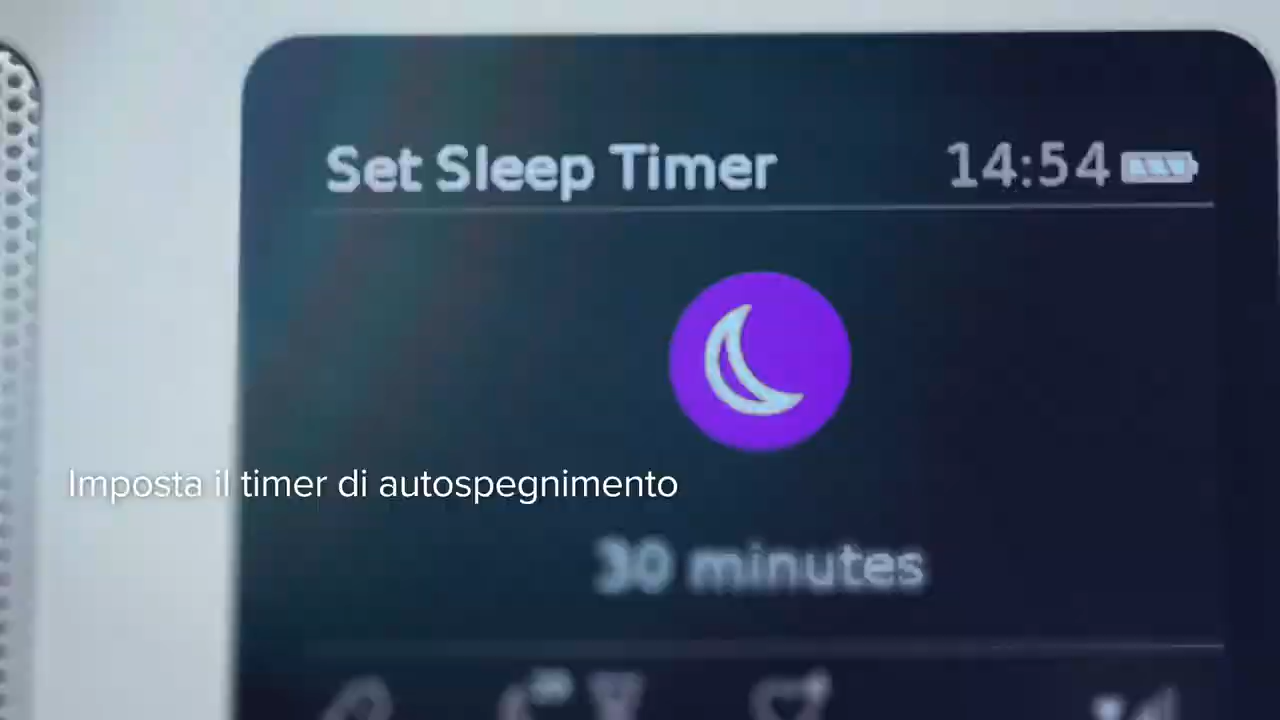 Set Sleep Timer 14:54
Imposta il timer di autospegnimento
30 minutes